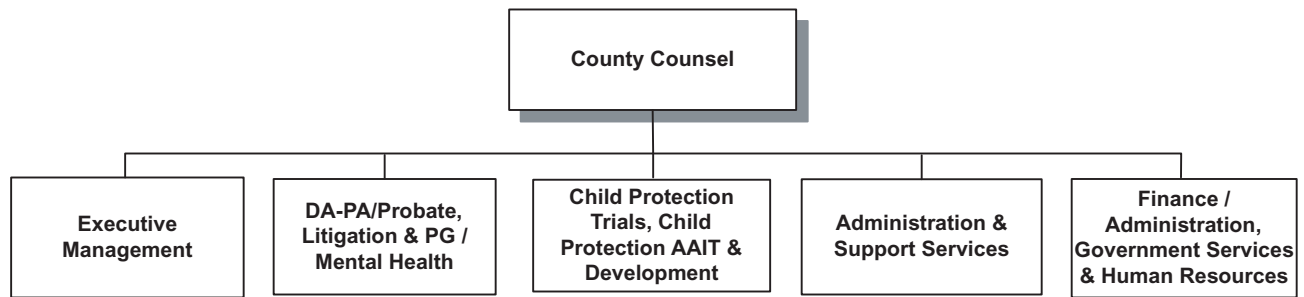 County Counsel
Executive
Management
DA-PA/Probate,
Litigation & PG /
Mental Health
Child Protection
Trials, Child
Protection AAIT &
Development
Administration &
Support Services
Finance /
Administration,
Government Services
& Human Resources